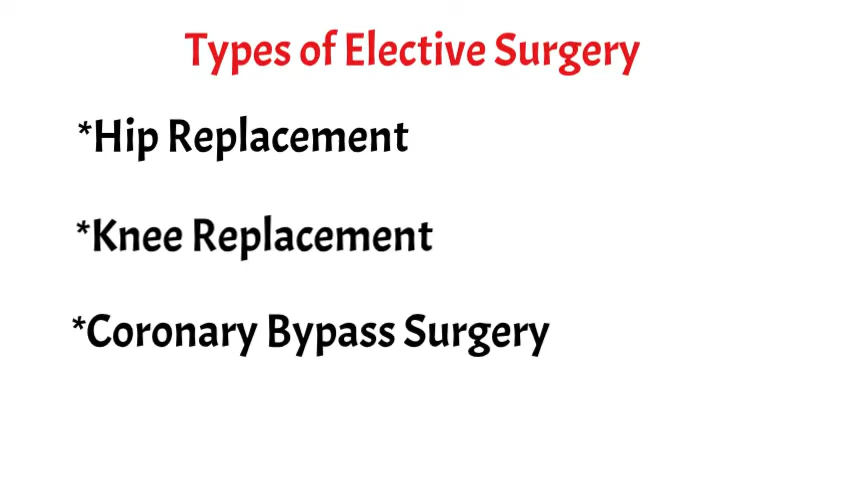 Types of Elective Surgery
*Hip Replacement
*Knee Replacement
*Coronary Bypass Surgery